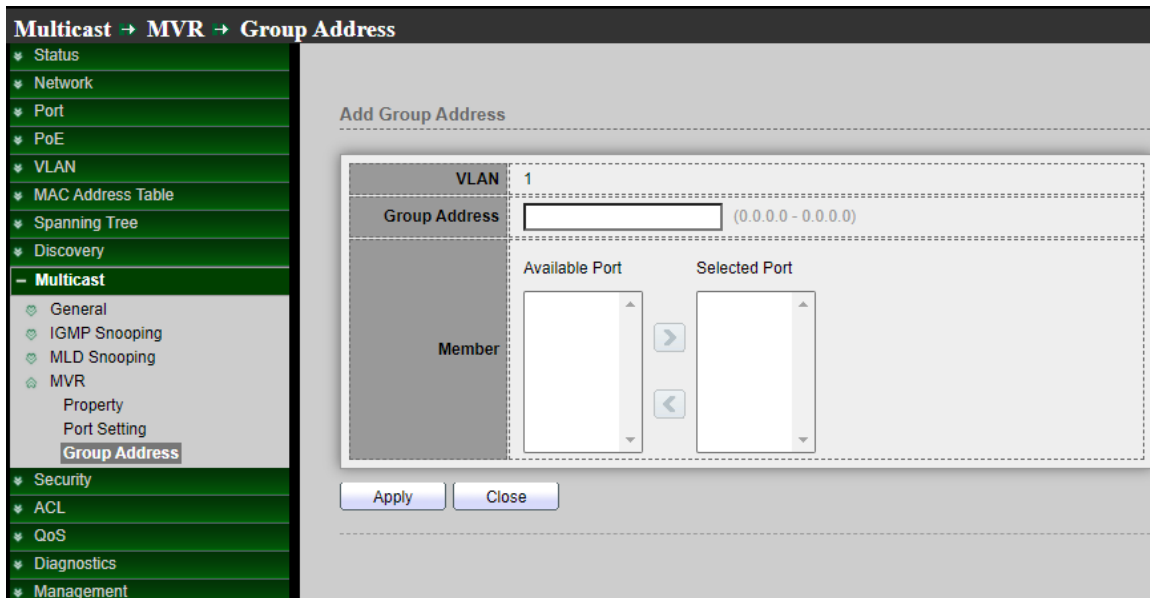 Multicast → MVR → Group Address
Status
Network
Port
PoE
VLAN
MAC Address Table
Spanning Tree
Discovery
Multicast
General
IGMP Snooping
MLD Snooping
MVR
Property
Port Setting
Group Address
Security
ACL
QoS
Diagnostics
Management
Add Group Address
VLAN 1
Group Address (0.0.0.0 - 0.0.0.0)
Member
Available Port Selected Port
Apply Close